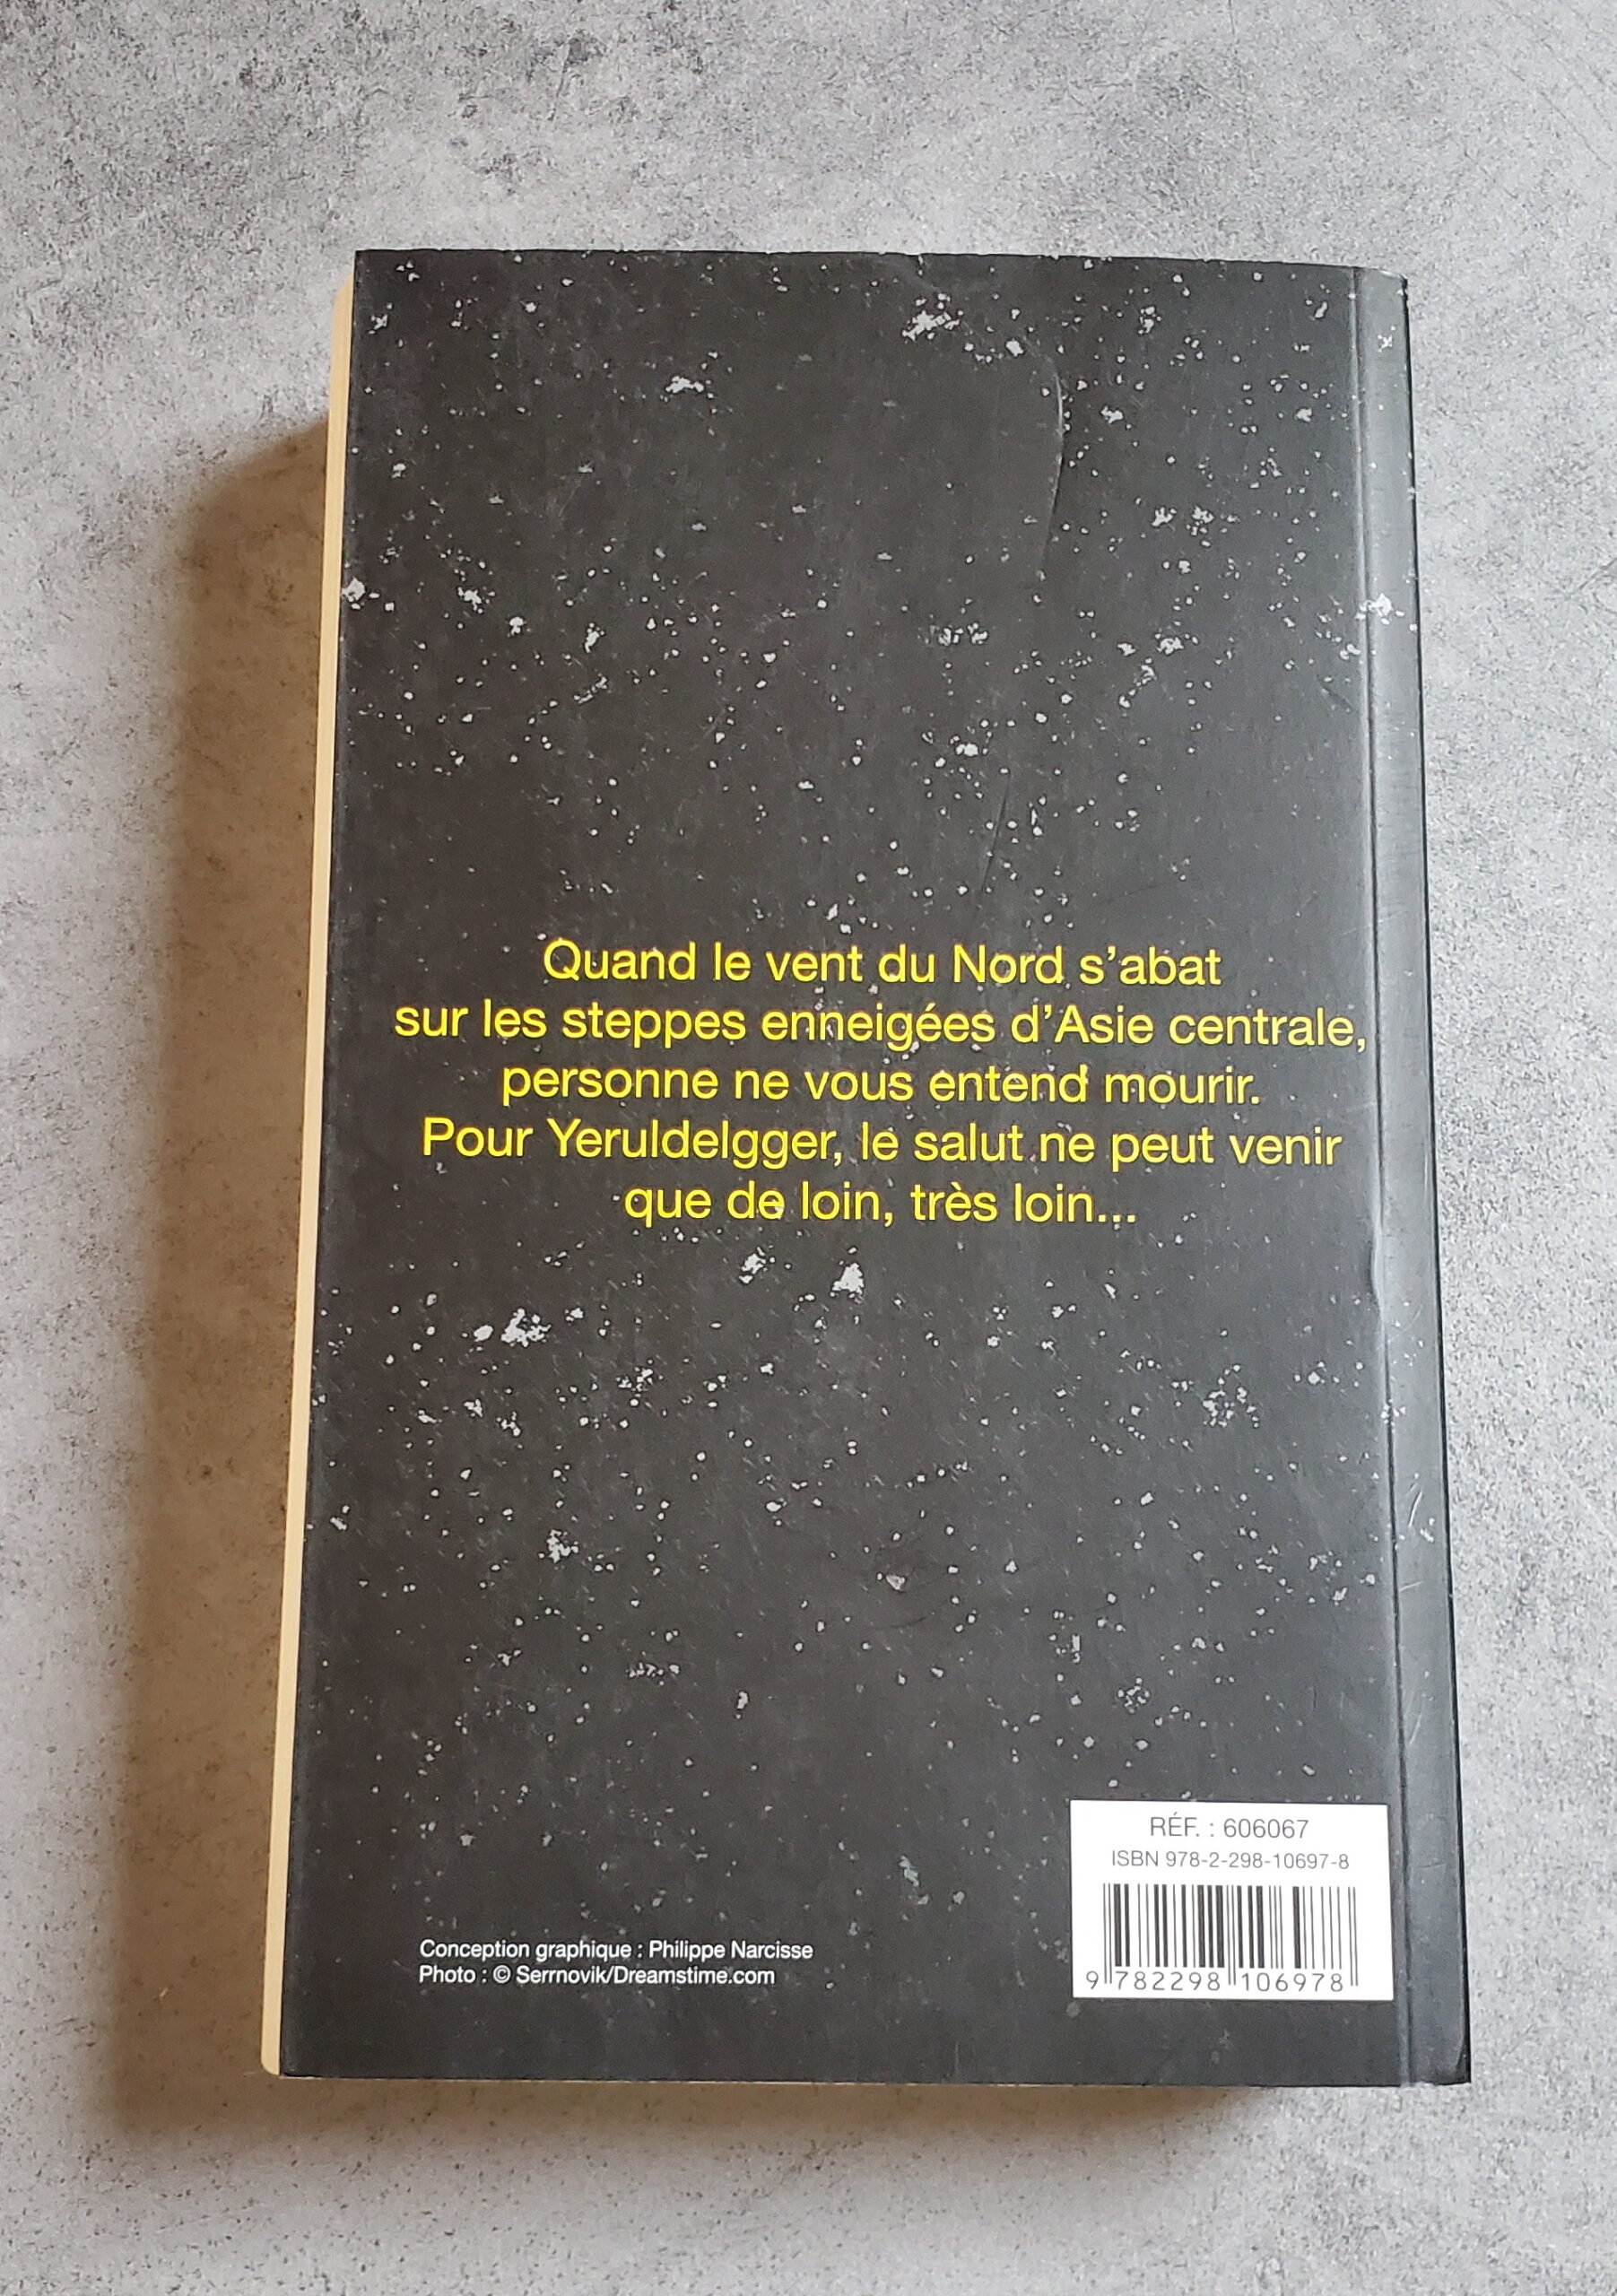 Quand le vent du Nord s’abat
sur les steppes enneigées d’Asie centrale,
personne ne vous entend mourir.
Pour Yeruldelgger, le salut ne peut venir
que de loin, très loin...
RÉF. : 606067
ISBN 978-2-298-10697-8
9 782298 106978
Conception graphique : Philippe Narcisse
Photo : © Serrnovik/Dreamstime.com